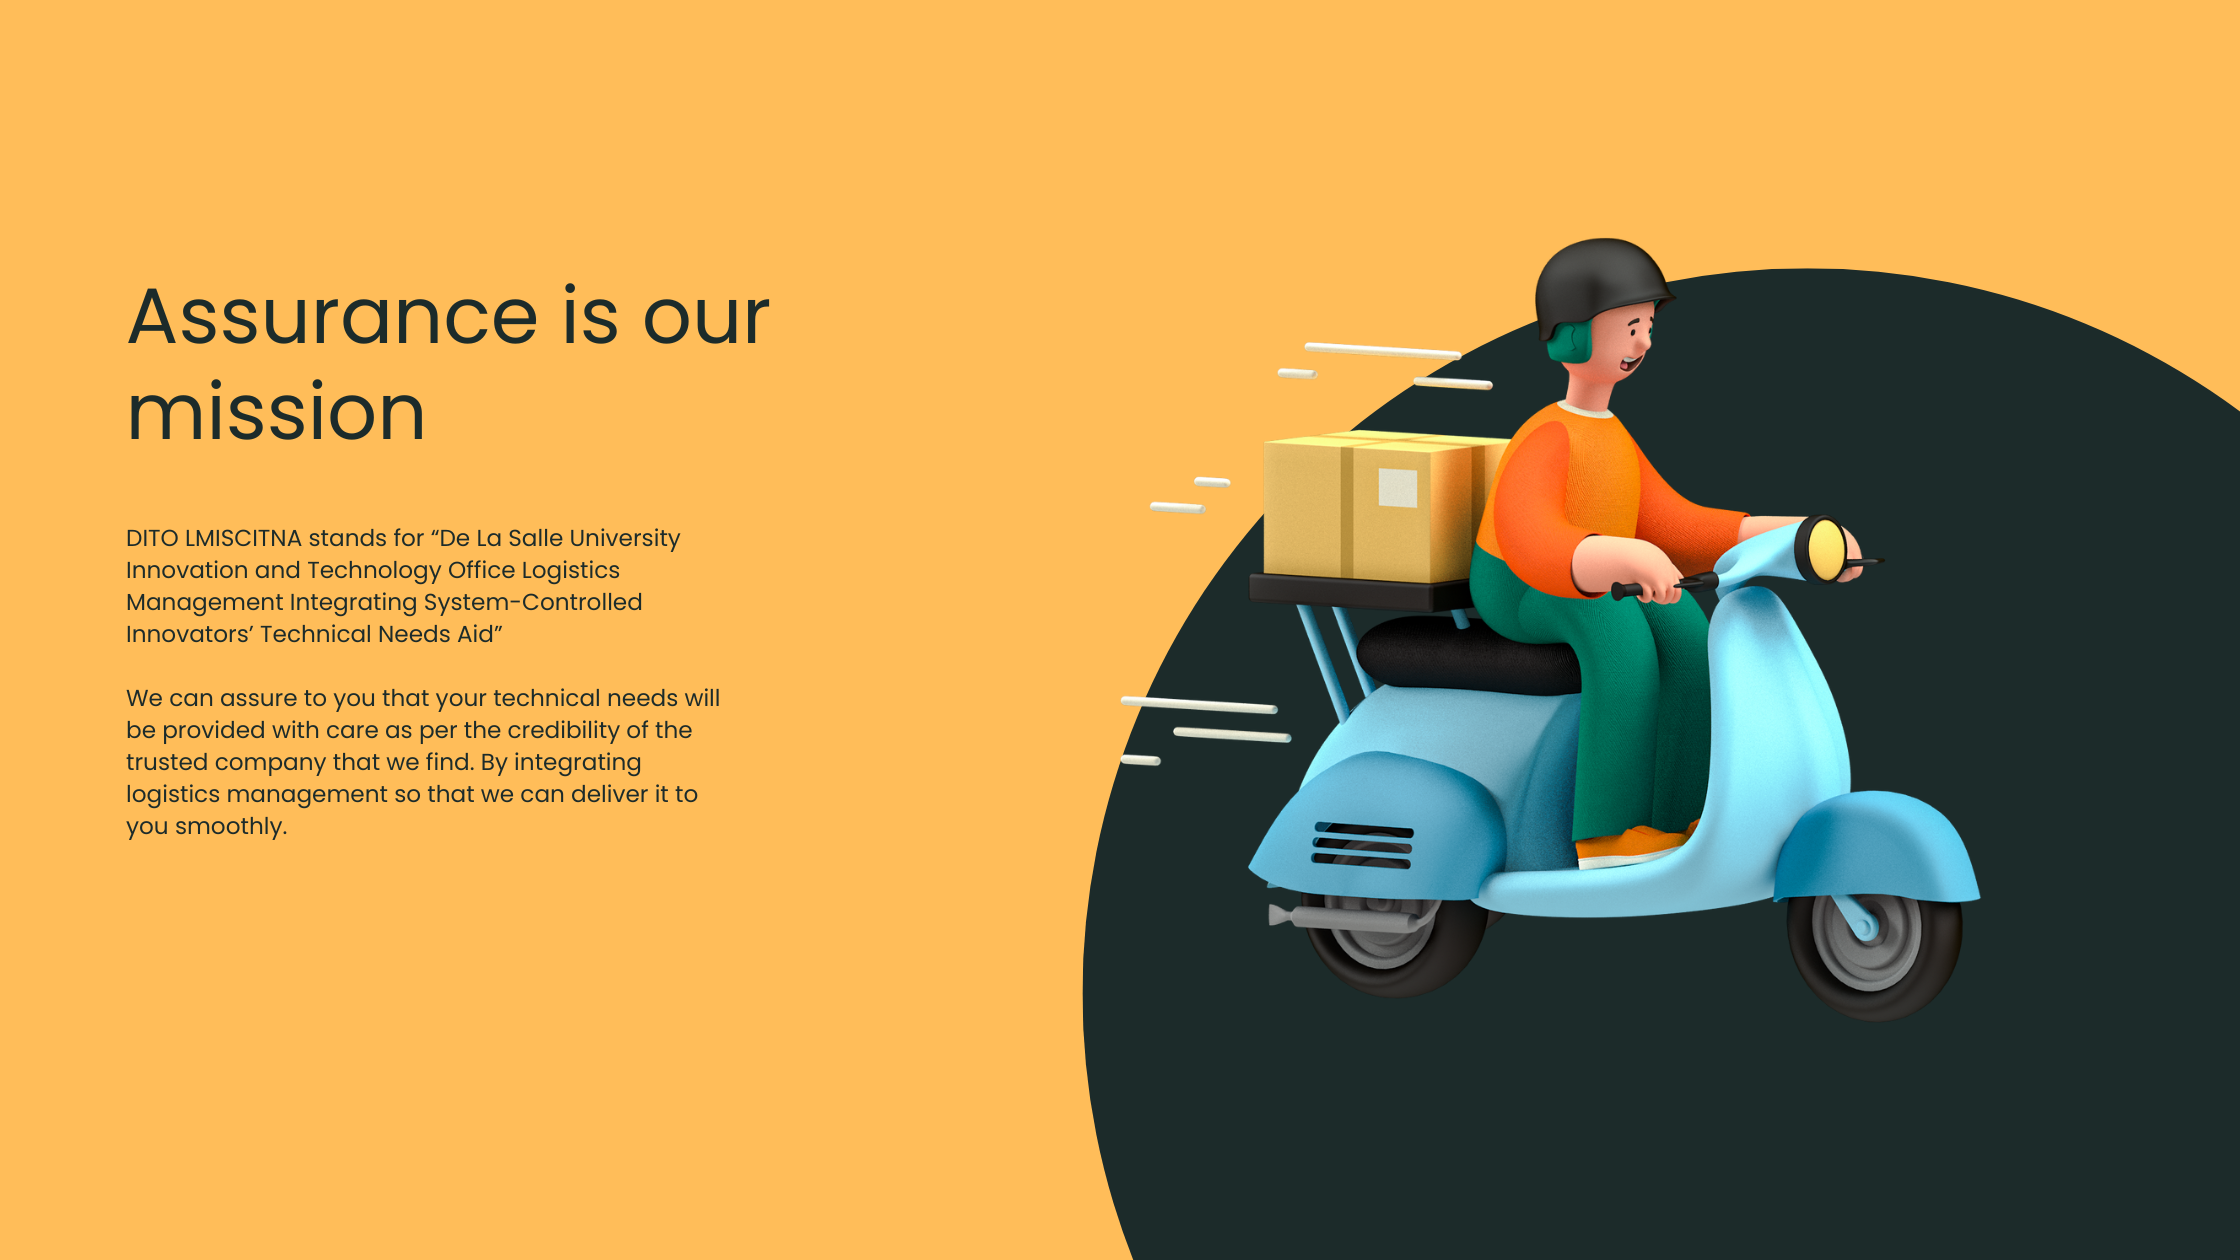 Assurance is our
mission
DITO LMISCITNA stands for “De La Salle University
Innovation and Technology Office Logistics
Management Integrating System-Controlled
Innovators’ Technical Needs Aid”
We can assure to you that your technical needs will
be provided with care as per the credibility of the
trusted company that we find. By integrating
logistics management so that we can deliver it to
you smoothly.